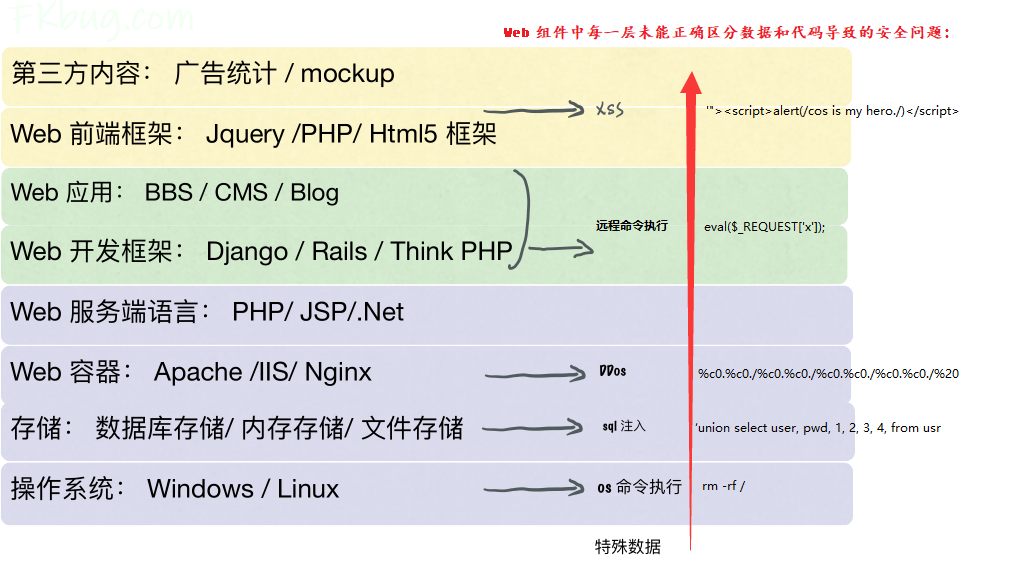 FKbug.com
Web 组件中每一层未能正确区分数据和代码导致的安全问题：
第三方内容： 广告统计 / mockup
xss
'"><script>alert(/cos is my hero./)</script>
Web 前端框架： Jquery /PHP/ Html5 框架
Web 应用： BBS / CMS / Blog
远程命令执行
eval($_REQUEST['x']);
Web 开发框架： Django / Rails / Think PHP
Web 服务端语言： PHP/ JSP/.Net
Web 容器： Apache /IIS/ Nginx
DDos
%c0.%c0./%c0.%c0./%c0.%c0./%c0.%c0./%20
存储： 数据库存储/ 内存存储/ 文件存储
sql 注入
'union select user, pwd, 1, 2, 3, 4, from usr
操作系统： Windows / Linux
os 命令执行
rm -rf /
特殊数据